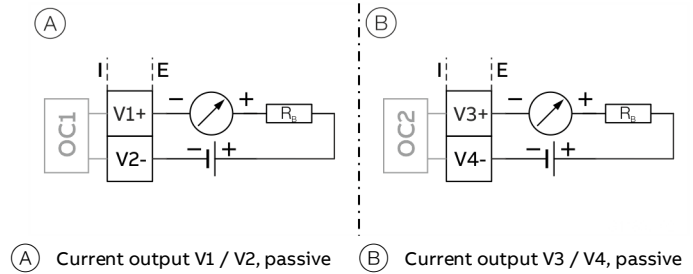 A
I E
OC1
V1+ − + R_B
V2- − +
B
I E
OC2
V3+ − + R_B
V4- − +
A Current output V1 / V2, passive
B Current output V3 / V4, passive